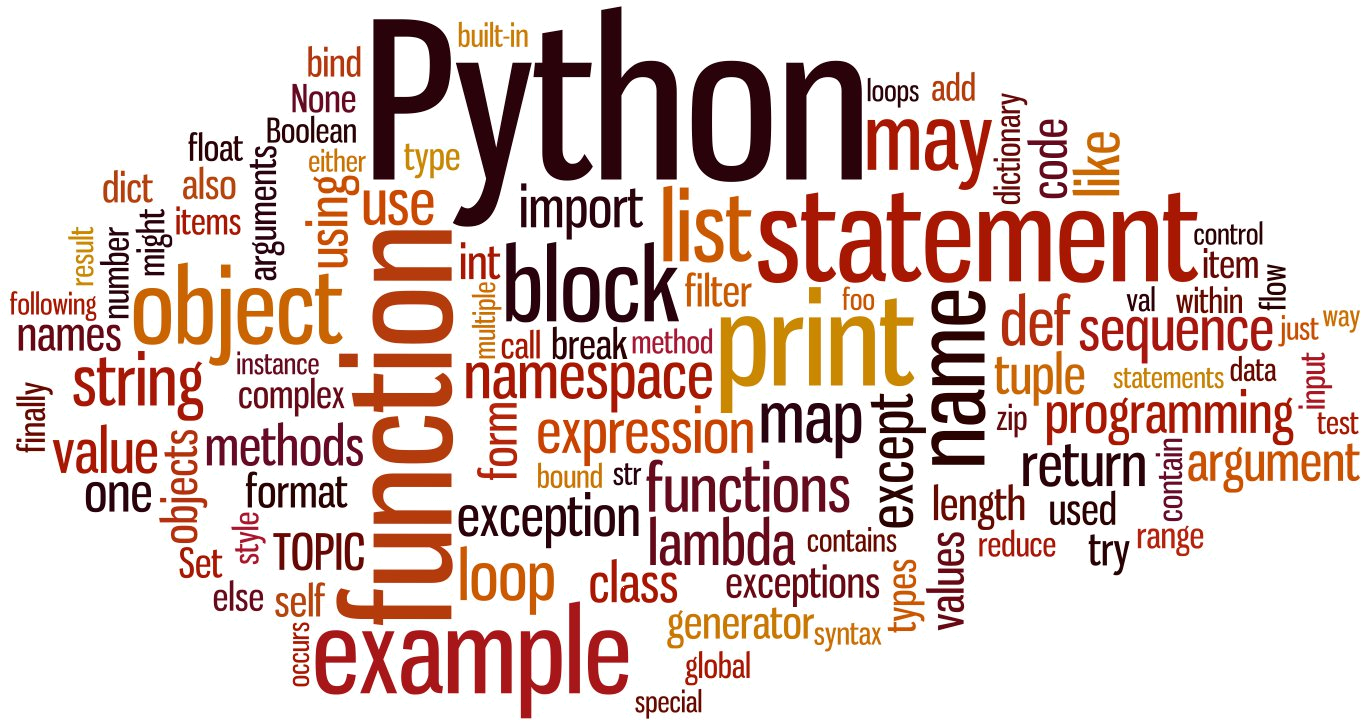 Python
built-in
bind
None
Boolean
float
either
type
loops
add
may
dictionary
code
like
dict
also
arguments
using
use
import
list
statement
items
might
number
result
control
item
flow
int
block
filter
foo
object
function
multiple
following
names
print
name
def
val
within
sequence
just
way
call
break
method
instance
string
complex
namespace
tuple
statements
data
input
finally
map
except
zip
programming
test
value
objects
methods
form
expression
return
contain
argument
one
format
bound
str
functions
length
used
exception
style
TOPIC
lambda
contains
values
reduce
try
range
Set
loop
class
exceptions
types
else
self
generator
syntax
occurs
example
global
special